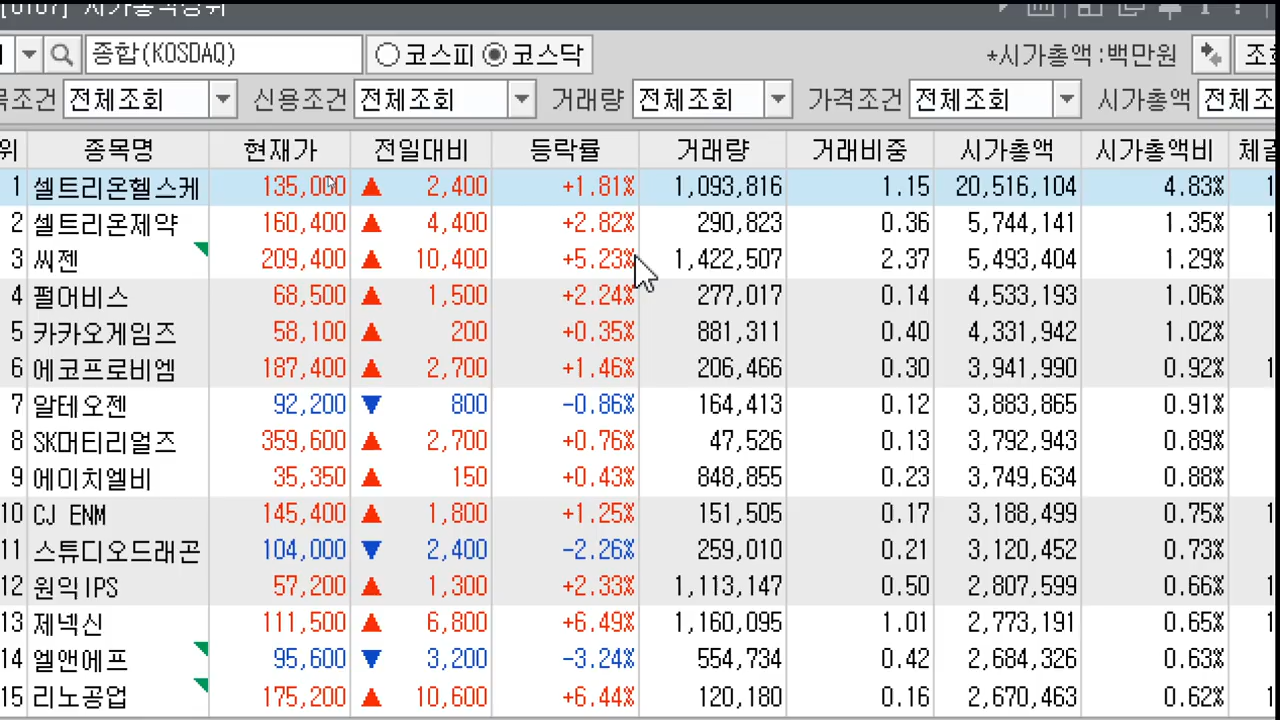 [0107] 시가총액상위
종합(KOSDAQ) 코스피 코스닥 *시가총액:백만원
전체조회 신용조건 전체조회 거래량 전체조회 가격조건 전체조회 시가총액
종목명 현재가 전일대비 등락률 거래량 거래비중 시가총액 시가총액비
1 셀트리온헬스케 135,000 ▲ 2,400 +1.81% 1,093,816 1.15 20,516,104 4.83%
2 셀트리온제약 160,400 ▲ 4,400 +2.82% 290,823 0.36 5,744,141 1.35%
3 씨젠 209,400 ▲ 10,400 +5.23% 1,422,507 2.37 5,493,404 1.29%
4 펄어비스 68,500 ▲ 1,500 +2.24% 277,017 0.14 4,533,193 1.06%
5 카카오게임즈 58,100 ▲ 200 +0.35% 881,311 0.40 4,331,942 1.02%
6 에코프로비엠 187,400 ▲ 2,700 +1.46% 206,466 0.30 3,941,990 0.92%
7 알테오젠 92,200 ▼ 800 -0.86% 164,413 0.12 3,883,865 0.91%
8 SK머티리얼즈 359,600 ▲ 2,700 +0.76% 47,526 0.13 3,792,943 0.89%
9 에이치엘비 35,350 ▲ 150 +0.43% 848,855 0.23 3,749,634 0.88%
10 CJ ENM 145,400 ▲ 1,800 +1.25% 151,505 0.17 3,188,499 0.75%
11 스튜디오드래곤 104,000 ▼ 2,400 -2.26% 259,010 0.21 3,120,452 0.73%
12 원익IPS 57,200 ▲ 1,300 +2.33% 1,113,147 0.50 2,807,599 0.66%
13 제넥신 111,500 ▲ 6,800 +6.49% 1,160,095 1.01 2,773,191 0.65%
14 엘앤에프 95,600 ▼ 3,200 -3.24% 554,734 0.42 2,684,326 0.63%
15 리노공업 175,200 ▲ 10,600 +6.44% 120,180 0.16 2,670,463 0.62%